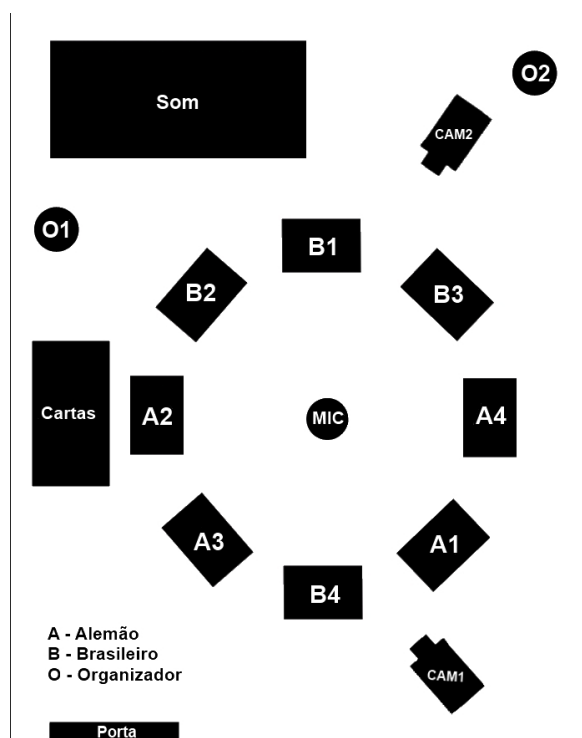 Som
O2
CAM2
O1
B1
B2
B3
Cartas
A2
MIC
A4
A3
A1
B4
A - Alemão
B - Brasileiro
O - Organizador
CAM1
Porta